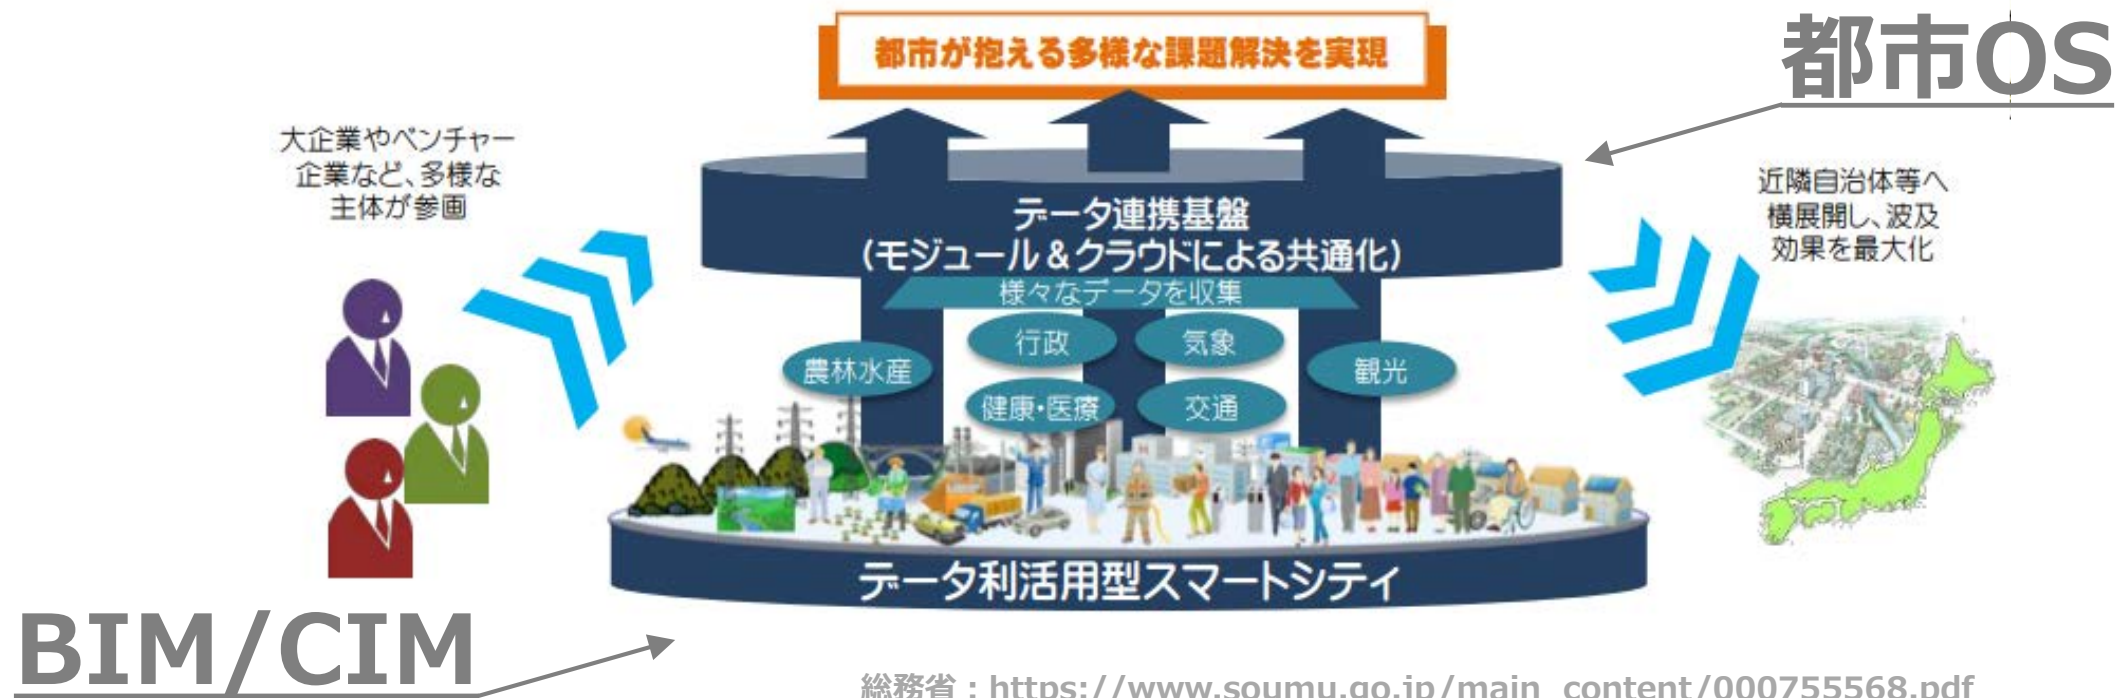 都市が抱える多様な課題解決を実現
都市OS
大企業やベンチャー
企業など、多様な
主体が参画
近隣自治体等へ
横展開し、波及
効果を最大化
データ連携基盤
(モジュール&クラウドによる共通化)
様々なデータを収集
行政
気象
農林水産
観光
健康・医療
交通
データ利活用型スマートシティ
BIM/CIM
総務省:https://www.soumu.go.jp/main_content/000755568.pdf